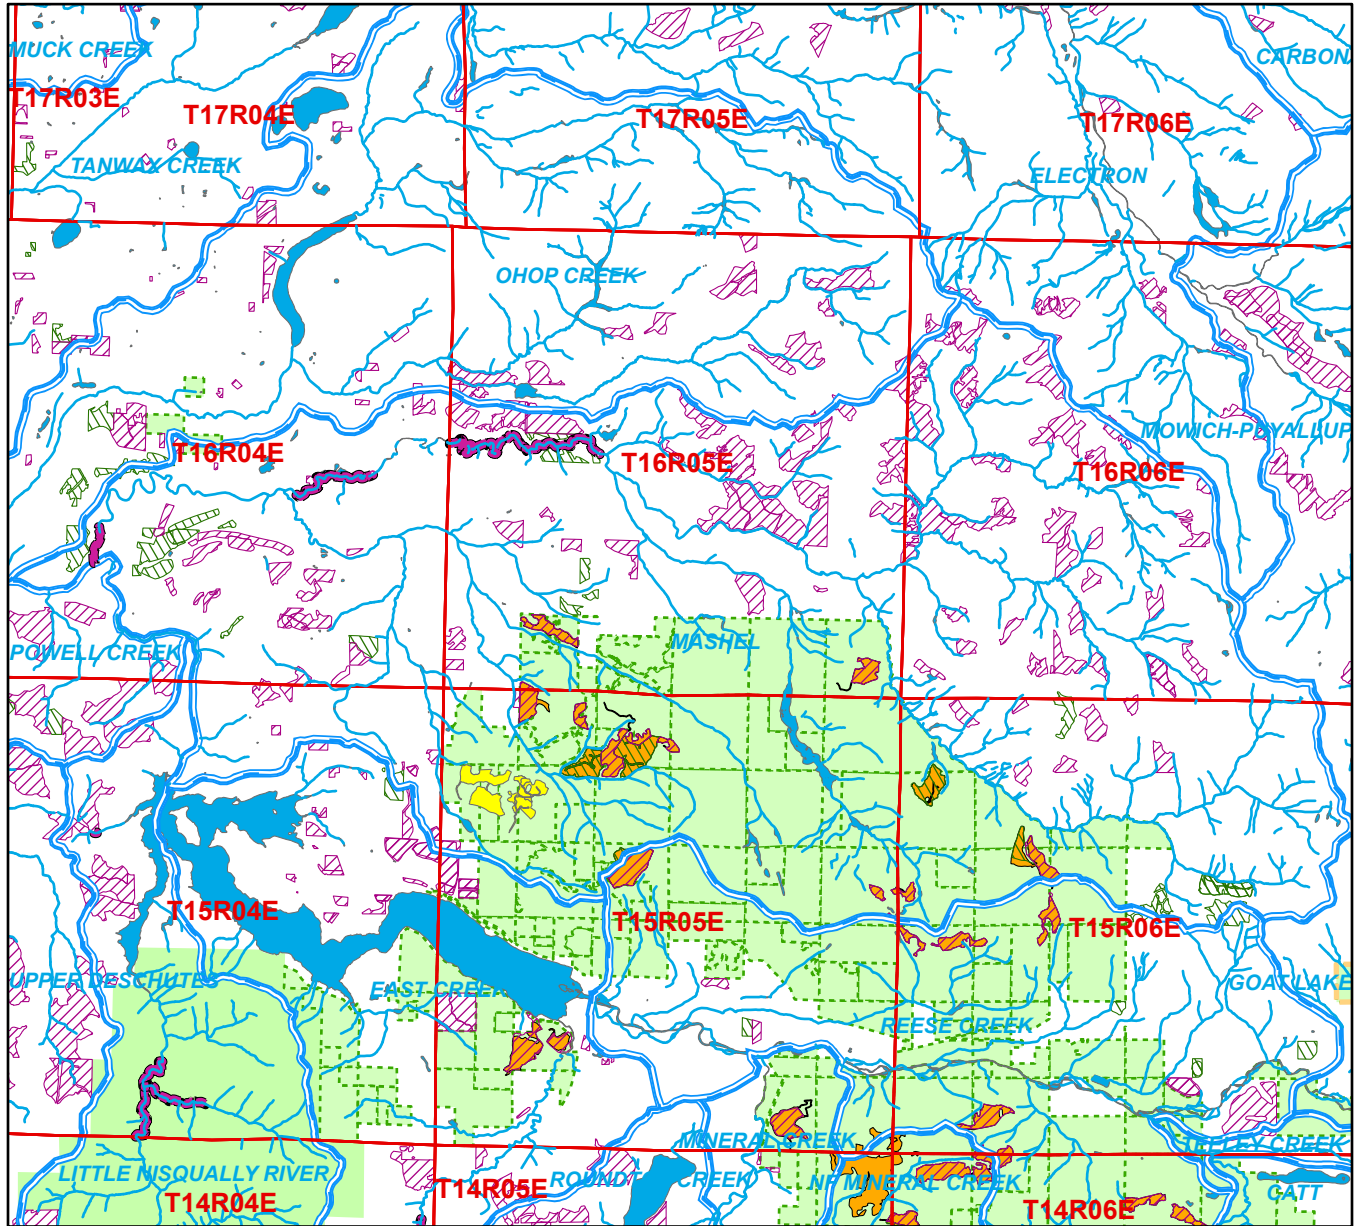 MUCK CREEK
CARBON
T17R03E
T17R04E
T17R05E
T17R06E
TANWAX CREEK
ELECTRON
OHOP CREEK
MOWICH-PUYALLUP
T16R04E
T16R05E
T16R06E
POWELL CREEK
MASHEL
T15R04E
T15R05E
T15R06E
UPPER DESCHUTES
EAST CREEK
GOAT LAKE
REESE CREEK
MINERAL CREEK
TEELEY CREEK
LITTLE NISQUALLY RIVER
CREEK
NF MINERAL CREEK
CATT
T14R04E
T14R05E
T14R06E